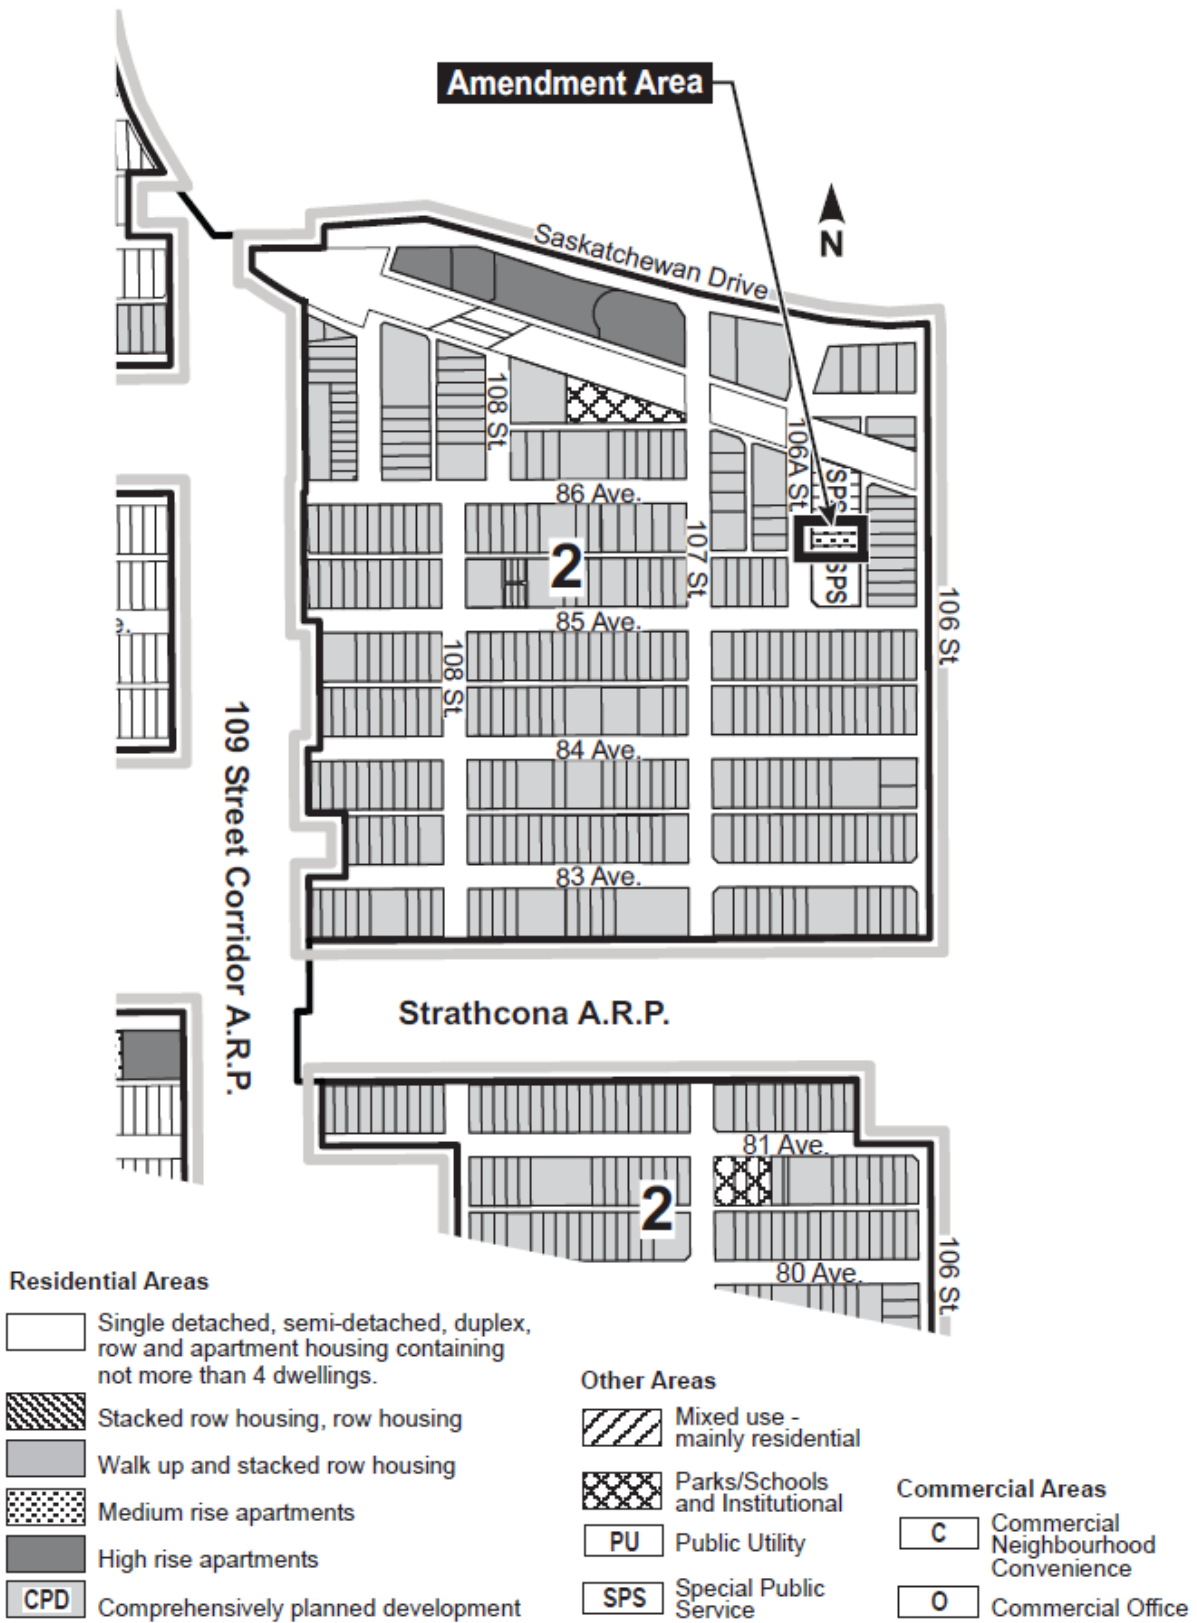 Amendment Area
N
Saskatchewan Drive
108 St.
106A St.
SPS
86 Ave.
107 St.
2
SPS
106 St.
85 Ave.
108 St.
84 Ave.
109 Street Corridor A.R.P.
83 Ave.
Strathcona A.R.P.
81 Ave.
2
106 St.
80 Ave.
Residential Areas
Single detached, semi-detached, duplex,
row and apartment housing containing
not more than 4 dwellings.
Stacked row housing, row housing
Walk up and stacked row housing
Medium rise apartments
High rise apartments
CPD Comprehensively planned development
Other Areas
Mixed use -
mainly residential
Parks/Schools
and Institutional
PU Public Utility
SPS Special Public
Service
Commercial Areas
C Commercial
Neighbourhood
Convenience
O Commercial Office